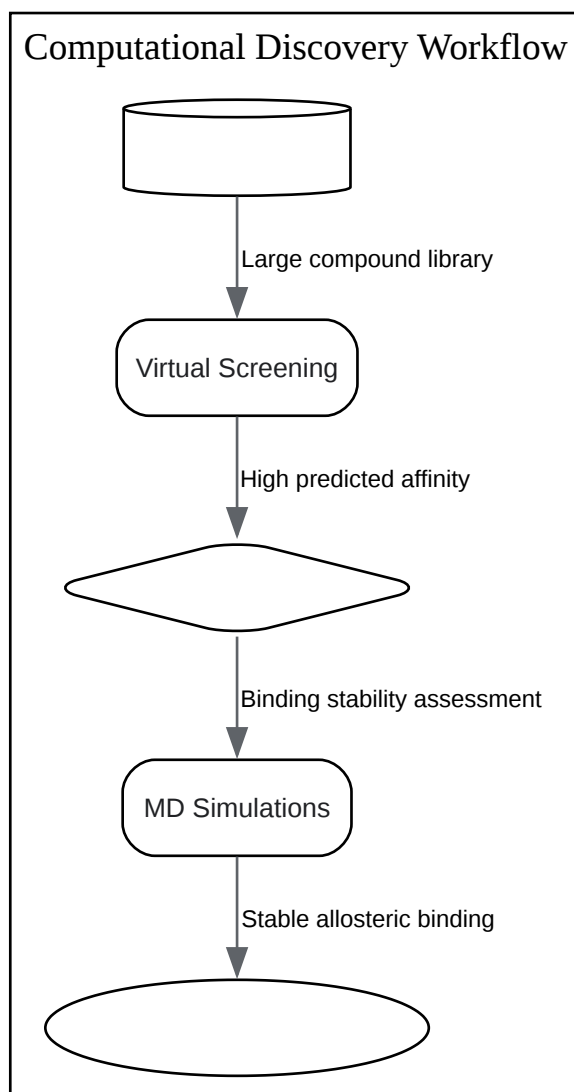 Computational Discovery Workflow
Large compound library
Virtual Screening
High predicted affinity
Binding stability assessment
MD Simulations
Stable allosteric binding